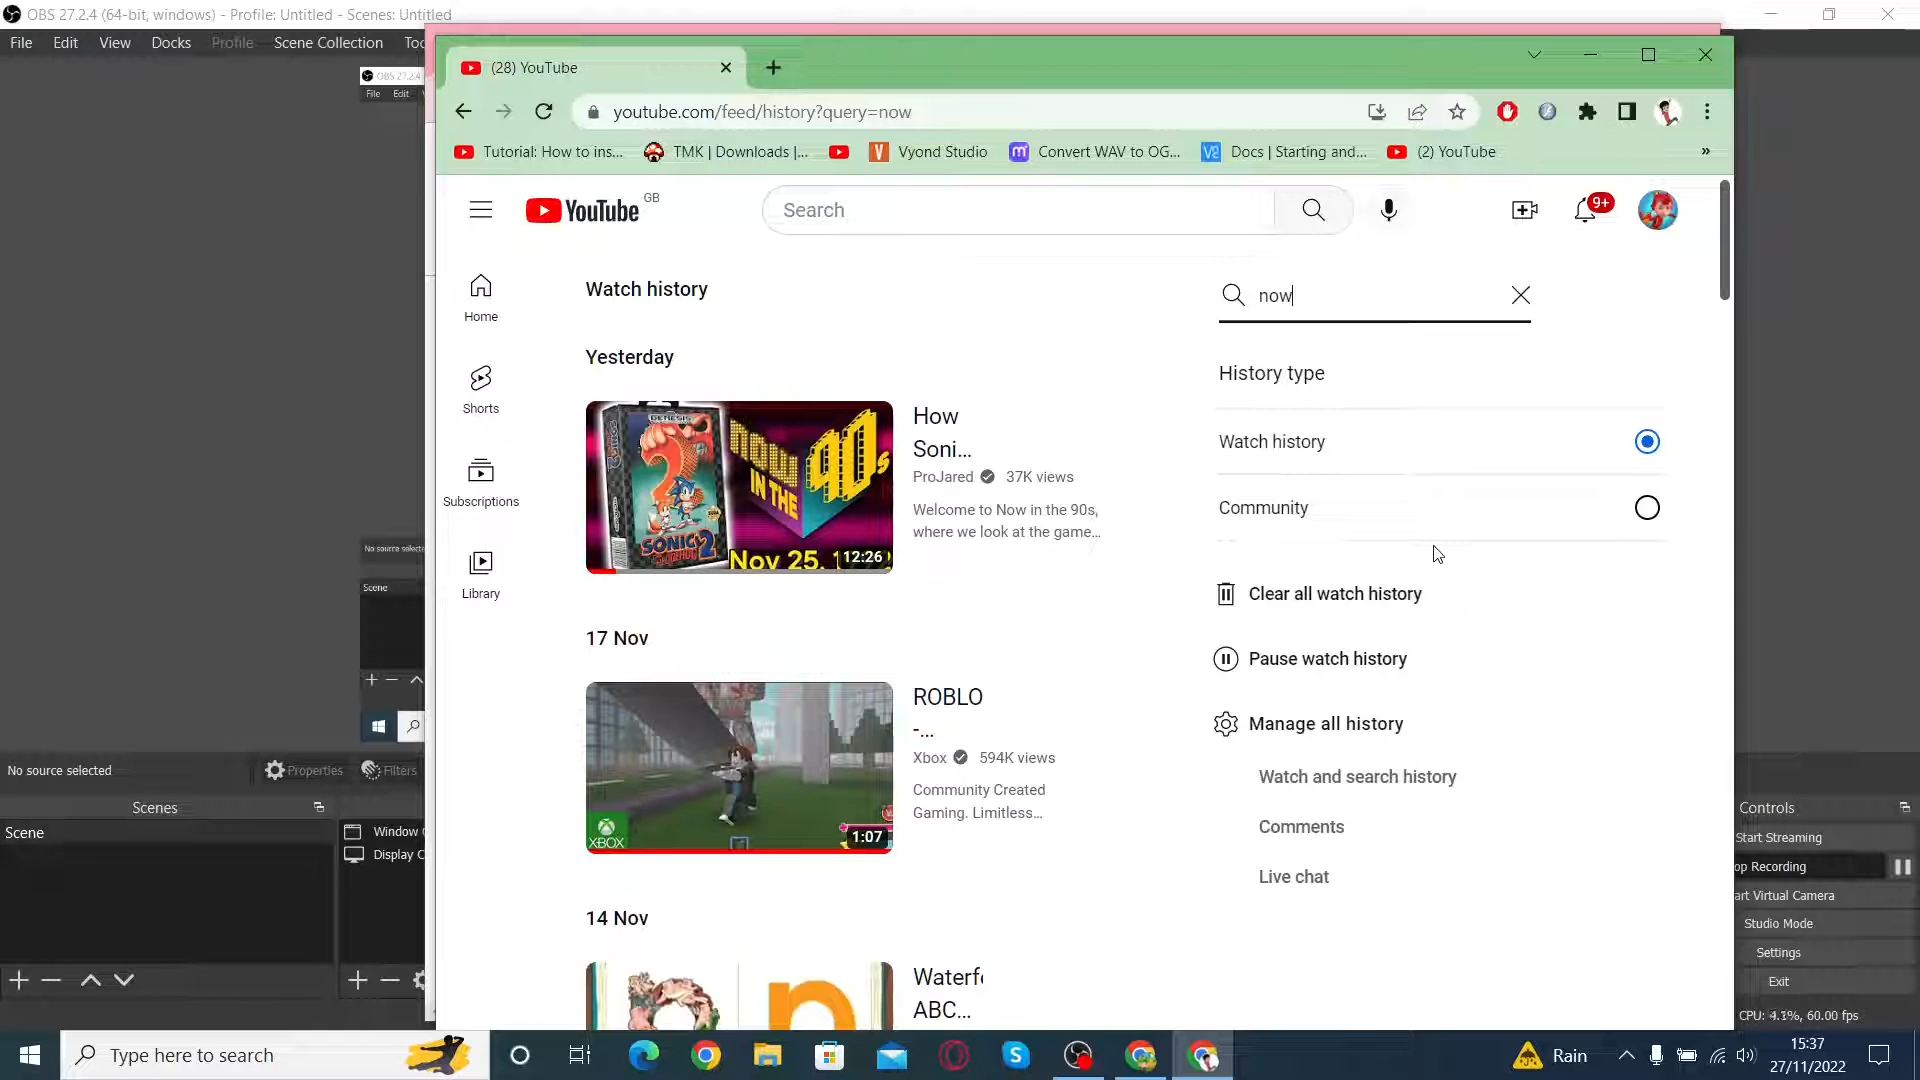 OBS 27.2.4 (64-bit, windows) - Profile: Untitled - Scenes: Untitled
File Edit View Docks Profile Scene Collection
OBS 27.2.4
File Edit
(28) YouTube
youtube.com/feed/history?query=now
Tutorial: How to ins...
TMK | Downloads |...
Vyond Studio
Convert WAV to OG...
Docs | Starting and...
(2) YouTube
»
YouTube GB
Search
9+
Home
Shorts
Subscriptions
Library
Watch history
Yesterday
GENESIS
SONIC 2
NOW IN THE 90s
Nov 25,
12:26
How
Soni...
ProJared 37K views
Welcome to Now in the 90s,
where we look at the game...
17 Nov
XBOX
1:07
ROBLO
-...
Xbox 594K views
Community Created
Gaming. Limitless...
14 Nov
n
Waterf
ABC...
now
History type
Watch history
Community
Clear all watch history
Pause watch history
Manage all history
Watch and search history
Comments
Live chat
Scene
No source selected
Properties
Filters
Scenes
Scene
Window
Display C
Controls
Start Streaming
op Recording
art Virtual Camera
Studio Mode
Settings
Exit
CPU: 4.1%, 60.00 fps
Type here to search
Rain
15:37
27/11/2022